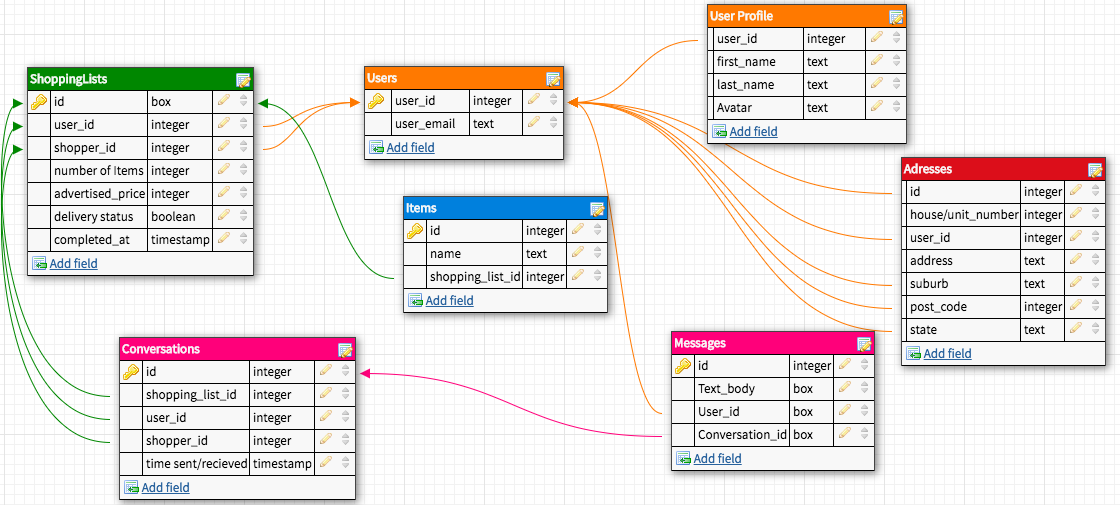 User Profile
user_id integer
first_name text
last_name text
Avatar text
Add field
ShoppingLists
id box
user_id integer
shopper_id integer
number of Items integer
advertised_price integer
delivery status boolean
completed_at timestamp
Add field
Users
user_id integer
user_email text
Add field
Adresses
id integer
house/unit_number integer
user_id integer
address text
suburb text
post_code integer
state text
Add field
Items
id integer
name text
shopping_list_id integer
Add field
Conversations
id integer
shopping_list_id integer
user_id integer
shopper_id integer
time sent/recieved timestamp
Add field
Messages
id integer
Text_body box
User_id box
Conversation_id box
Add field